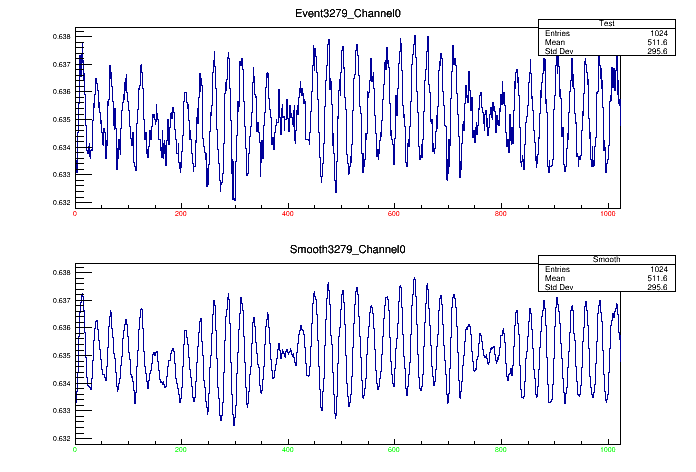 Event3279_Channel0
Test
Entries 1024
Mean 511.6
Std Dev 295.6
0.638
0.637
0.636
0.635
0.634
0.633
0.632
0 200 400 600 800 1000
Smooth3279_Channel0
Smooth
Entries 1024
Mean 511.6
Std Dev 295.6
0.638
0.637
0.636
0.635
0.634
0.633
0.632
0 200 400 600 800 1000